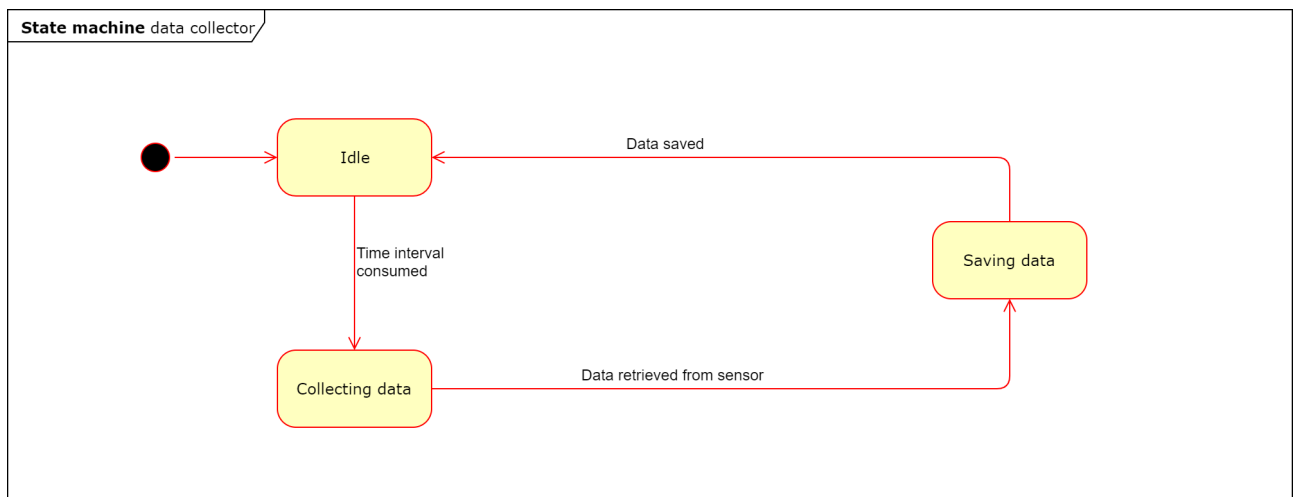 State machine data collector
Idle
Data saved
Time interval
consumed
Saving data
Data retrieved from sensor
Collecting data